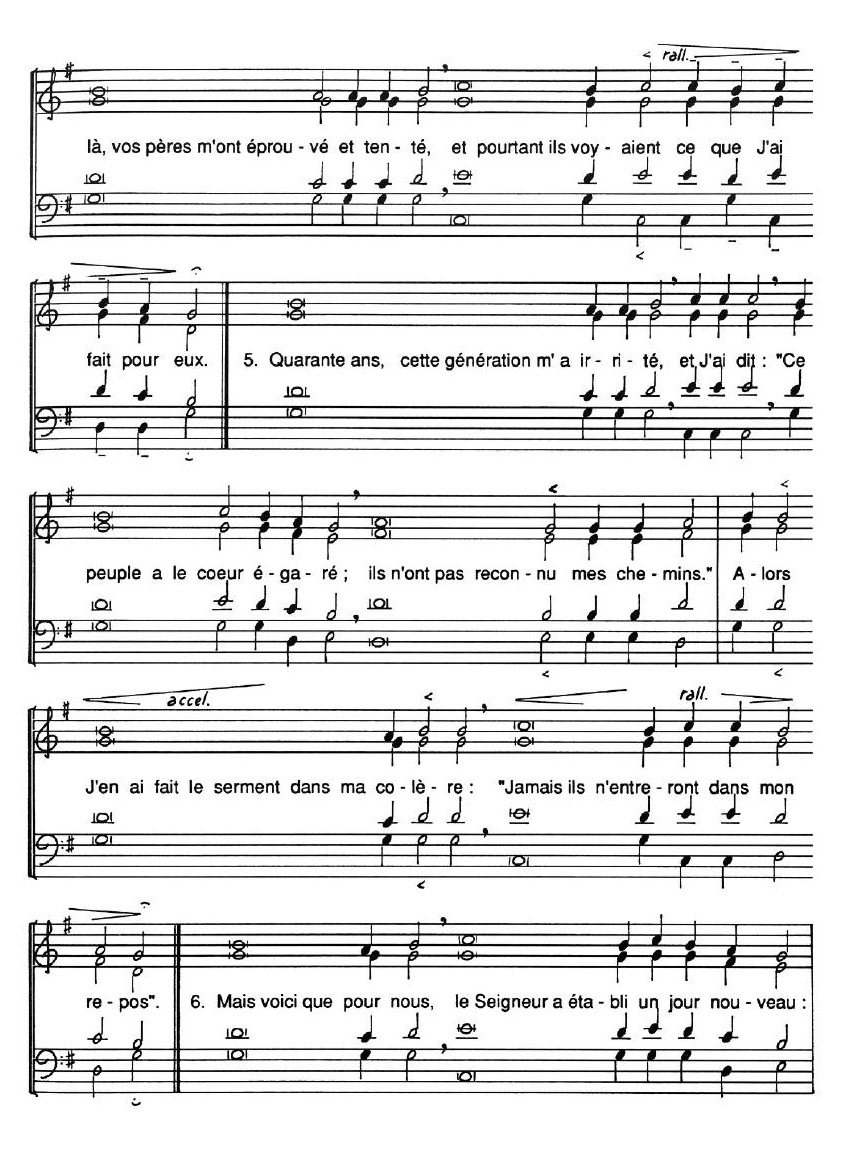 rall.
là, vos pères m'ont éprou - vé et ten - té, et pourtant ils voy - aient ce que J'ai
fait pour eux. 5. Quarante ans, cette génération m' a ir - ri - té, et J'ai dit : "Ce
peuple a le coeur é - ga - ré ; ils n'ont pas recon - nu mes che - mins." A - lors
accel. rall.
J'en ai fait le serment dans ma co - lè - re : "Jamais ils n'entre - ront dans mon
re - pos". 6. Mais voici que pour nous, le Seigneur a éta - bli un jour nou - veau :